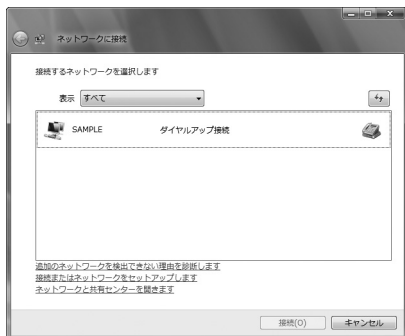 ネットワークに接続
接続するネットワークを選択します
表示 すべて
SAMPLE ダイヤルアップ接続
追加のネットワークを検出できない理由を診断します
接続またはネットワークをセットアップします
ネットワークと共有センターを開きます
接続(O) キャンセル